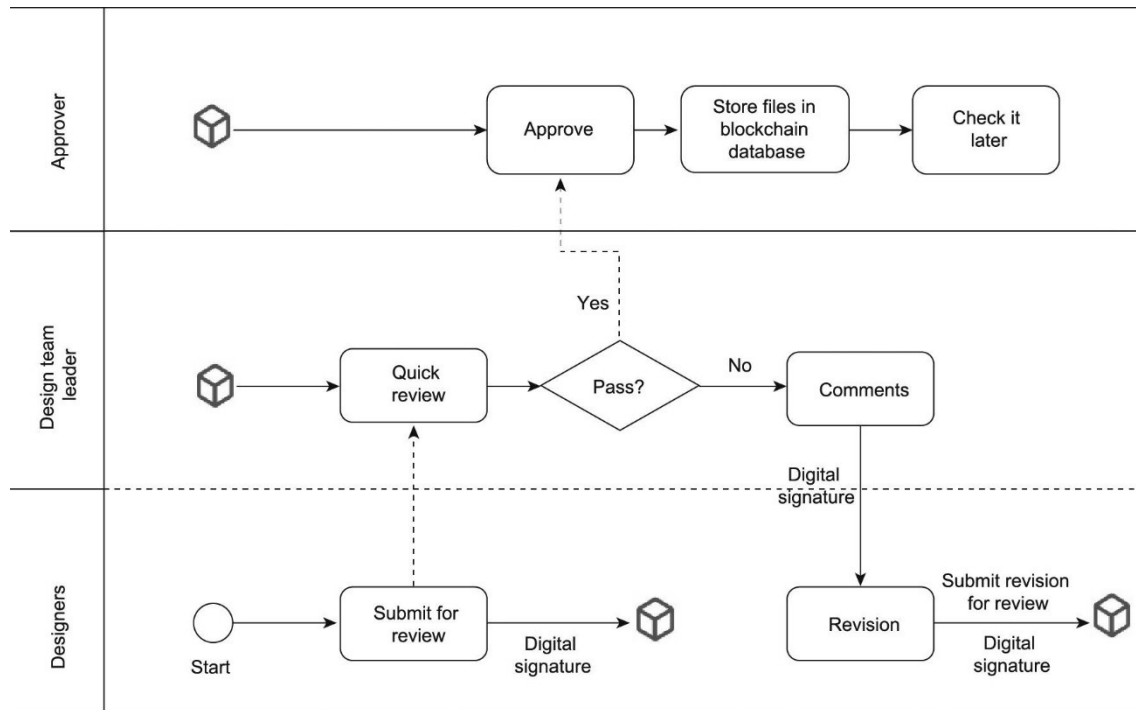 Approver
Approve
Store files in
blockchain
database
Check it
later
Yes
Design team
leader
Quick
review
Pass?
No
Comments
Digital
signature
Designers
Start
Submit for
review
Digital
signature
Revision
Submit revision
for review
Digital
signature